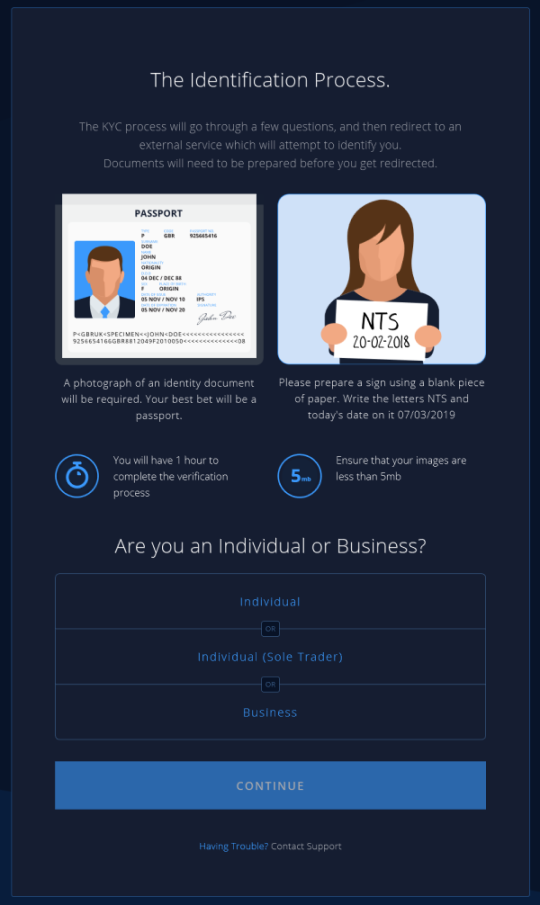 The Identification Process.
The KYC process will go through a few questions, and then redirect to an
external service which will attempt to identify you.
Documents will need to be prepared before you get redirected.
PASSPORT
P GBR 925665416
DOE
JOHN
ORIGIN
04 DEC / DEC 88
F ORIGIN
05 NOV / NOV 10 IPS
05 NOV / NOV 20
John Doe
P<GBRUK<SPECIMEN<<JOHN<DOE<<<<<<<<<<<<<<<<
9256654166GBR8812049F2010050<<<<<<<<<<<<<<08
NTS
20-02-2018
A photograph of an identity document
will be required. Your best bet will be a
passport.
Please prepare a sign using a blank piece
of paper. Write the letters NTS and
today's date on it 07/03/2019
You will have 1 hour to
complete the verification
process
5mb
Ensure that your images are
less than 5mb
Are you an Individual or Business?
Individual
OR
Individual (Sole Trader)
OR
Business
CONTINUE
Having Trouble? Contact Support